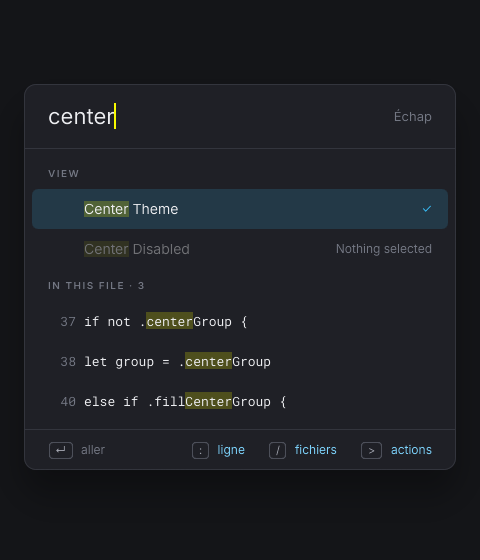 center Échap
VIEW
Center Theme ✓
Center Disabled Nothing selected
IN THIS FILE · 3
37 if not .centerGroup {
38 let group = .centerGroup
40 else if .fillCenterGroup {
↵ aller : ligne / fichiers > actions